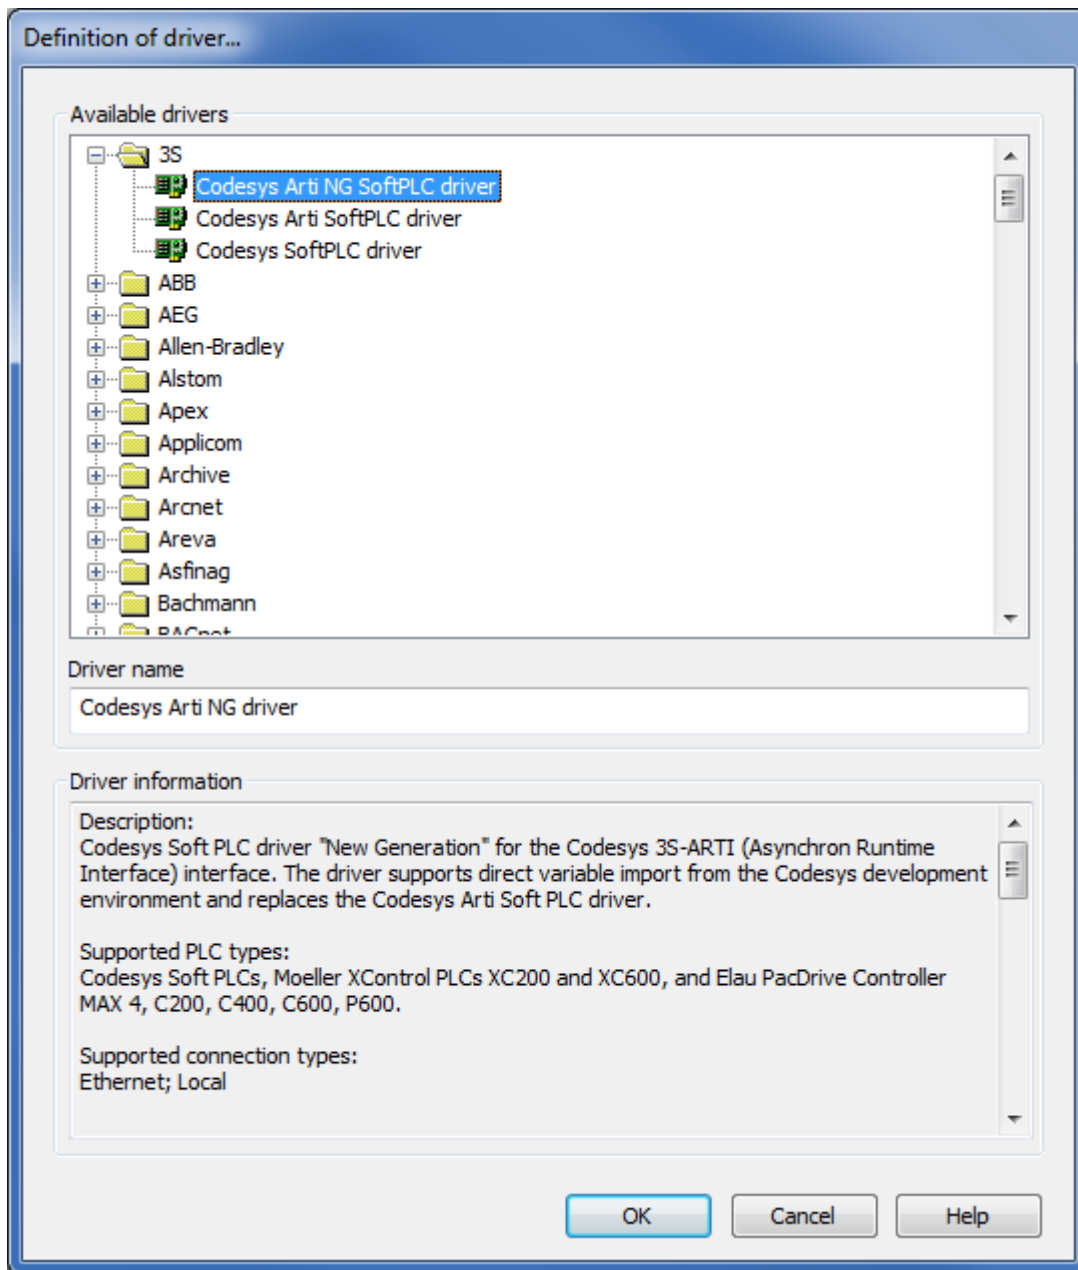 Definition of driver...
Available drivers
3S
Codesys Arti NG SoftPLC driver
Codesys Arti SoftPLC driver
Codesys SoftPLC driver
ABB
AEG
Allen-Bradley
Alstom
Apex
Applicom
Archive
Arcnet
Areva
Asfinag
Bachmann
BACnet
Driver name
Codesys Arti NG driver
Driver information
Description:
Codesys Soft PLC driver "New Generation" for the Codesys 3S-ARTI (Asynchron Runtime
Interface) interface. The driver supports direct variable import from the Codesys development
environment and replaces the Codesys Arti Soft PLC driver.
Supported PLC types:
Codesys Soft PLCs, Moeller XControl PLCs XC200 and XC600, and Elau PacDrive Controller
MAX 4, C200, C400, C600, P600.
Supported connection types:
Ethernet; Local
OK Cancel Help